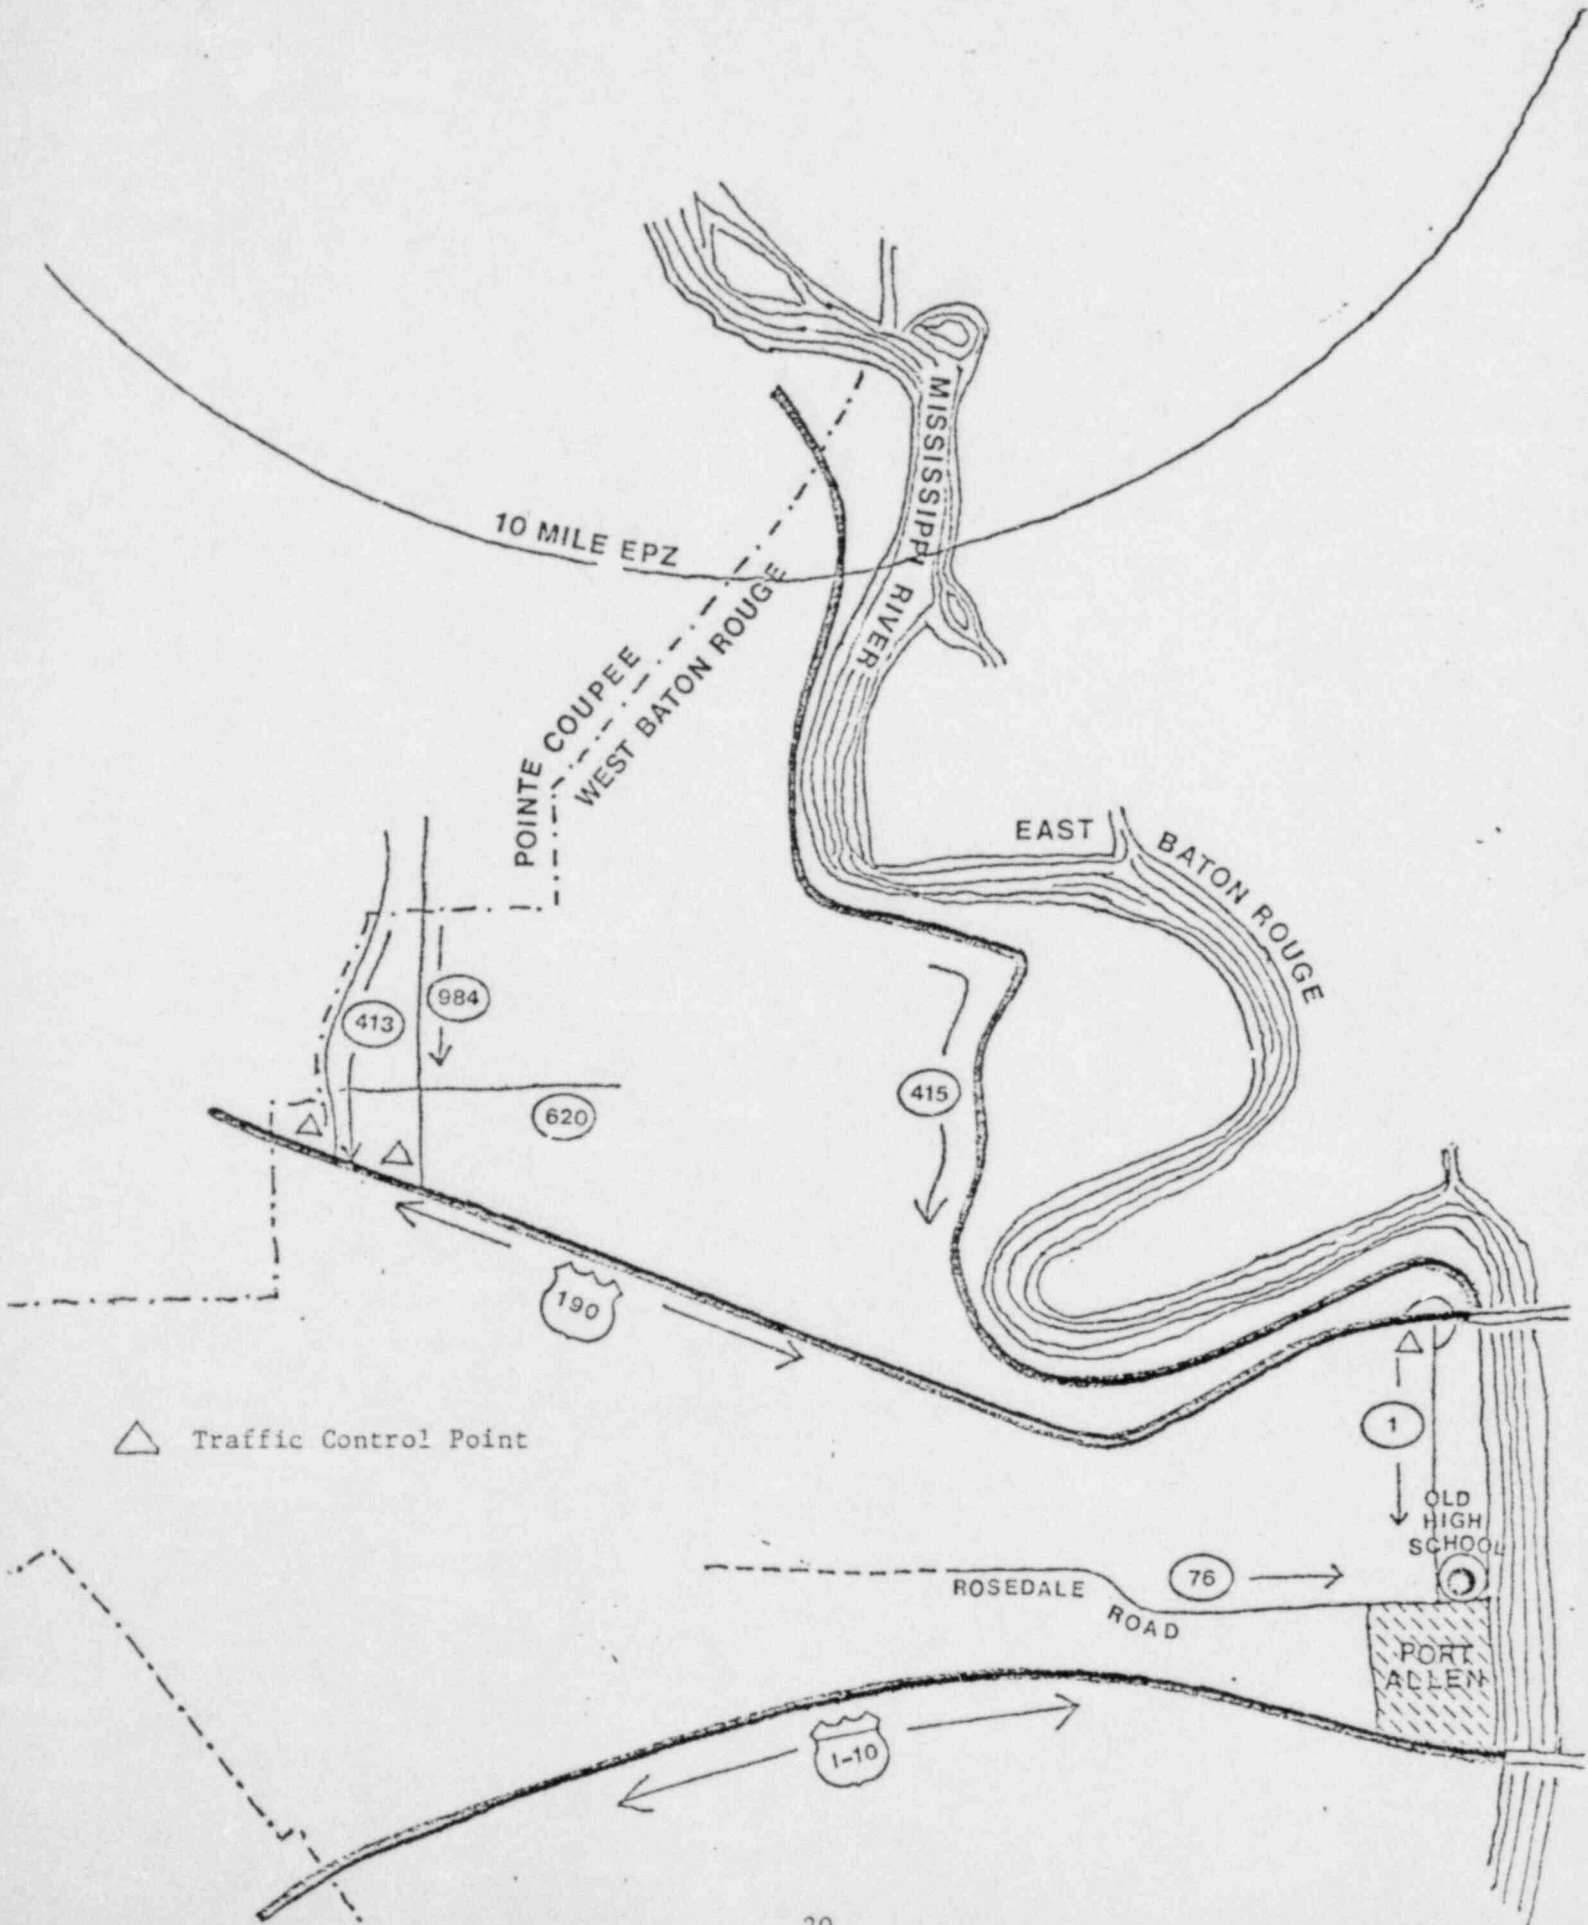 MISSISSIPPI RIVER
10 MILE EPZ
POINTE COUPEE
WEST BATON ROUGE
EAST BATON ROUGE
984
413
415
620
190
1
Traffic Control Point
OLD
HIGH
SCHOOL
76
ROSEDALE ROAD
PORT
ALLEN
I-10